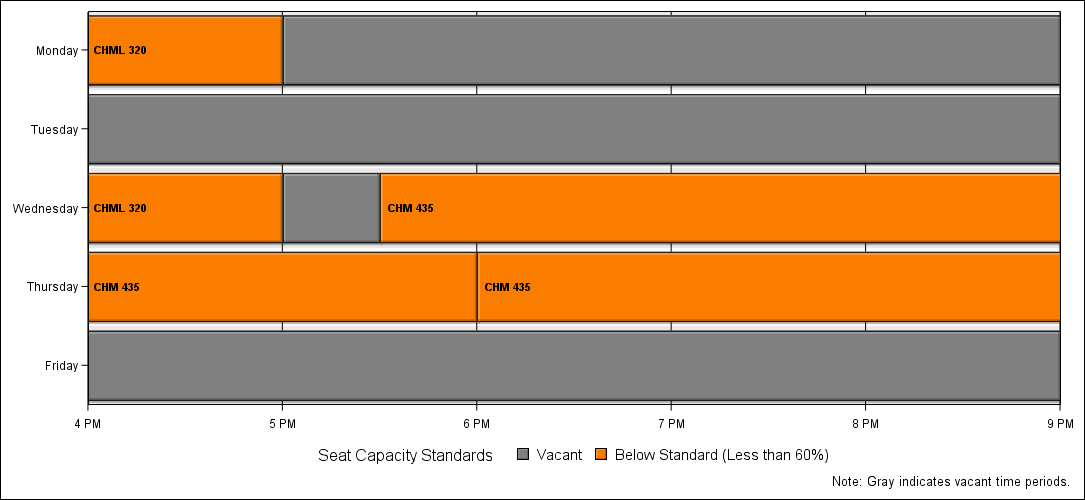 Monday
CHML 320
Tuesday
Wednesday
CHML 320
CHM 435
Thursday
CHM 435
CHM 435
Friday
4 PM
5 PM
6 PM
7 PM
8 PM
9 PM
Seat Capacity Standards
Vacant
Below Standard (Less than 60%)
Note: Gray indicates vacant time periods.